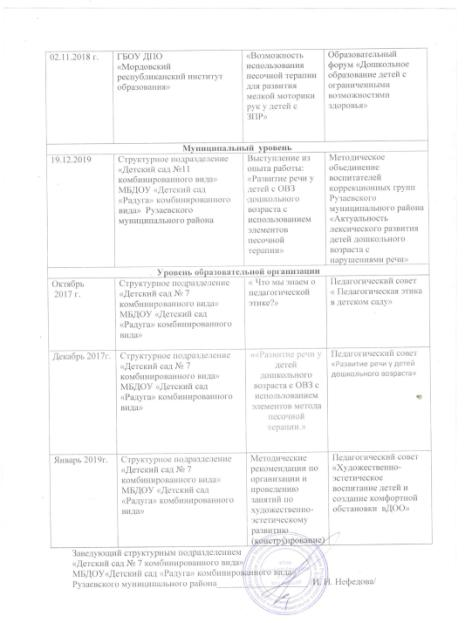 02.11.2018 г.
ГБОУ ДПО
«Мордовский
республиканский институт
образования»
«Возможность
использования
песочной терапии
для развития
мелкой моторики
рук у детей с
ЗПР»
Образовательный
форум «Дошкольное
образование детей с
ограниченными
возможностями
здоровья»
Муниципальный уровень
19.12.2019
Структурное подразделение
«Детский сад №11
комбинированного вида»
МБДОУ «Детский сад
«Радуга» комбинированного
вида» Рузаевского
муниципального района
Выступление из
опыта работы:
«Развитие речи у
детей с ОВЗ
дошкольного
возраста с
использованием
элементов
песочной
терапии»
Методическое
объединение
воспитателей
коррекционных групп
Рузаевского
муниципального района
«Актуальность
лексического развития
детей дошкольного
возраста с
нарушениями речи»
Уровень образовательной организации
Октябрь
2017 г.
Структурное подразделение
«Детский сад № 7
комбинированного вида»
МБДОУ «Детский сад
«Радуга» комбинированного
вида»
« Что мы знаем о
педагогической
этике?»
Педагогический совет
« Педагогическая этика
в детском саду»
Декабрь 2017г.
Структурное подразделение
«Детский сад № 7
комбинированного вида»
МБДОУ «Детский сад
«Радуга» комбинированного
вида»
««Развитие речи у
детей
дошкольного
возраста с ОВЗ с
использованием
элементов метода
песочной
терапии.»
Педагогический совет
«Развитие речи у детей
дошкольного возраста»
Январь 2019г.
Структурное подразделение
«Детский сад № 7
комбинированного вида»
МБДОУ «Детский сад
«Радуга» комбинированного
вида»
Методические
рекомендации по
организации и
проведению
занятий по
художественно-
эстетическому
развитию
(конструирование)
Педагогический совет
«Художественно-
эстетическое
воспитание детей и
создание комфортной
обстановки вДОО»
Заведующий структурным подразделением
«Детский сад № 7 комбинированного вида»
МБДОУ«Детский сад «Радуга» комбинированного вида»
Рузаевского муниципального района И. Н. Нефедова/